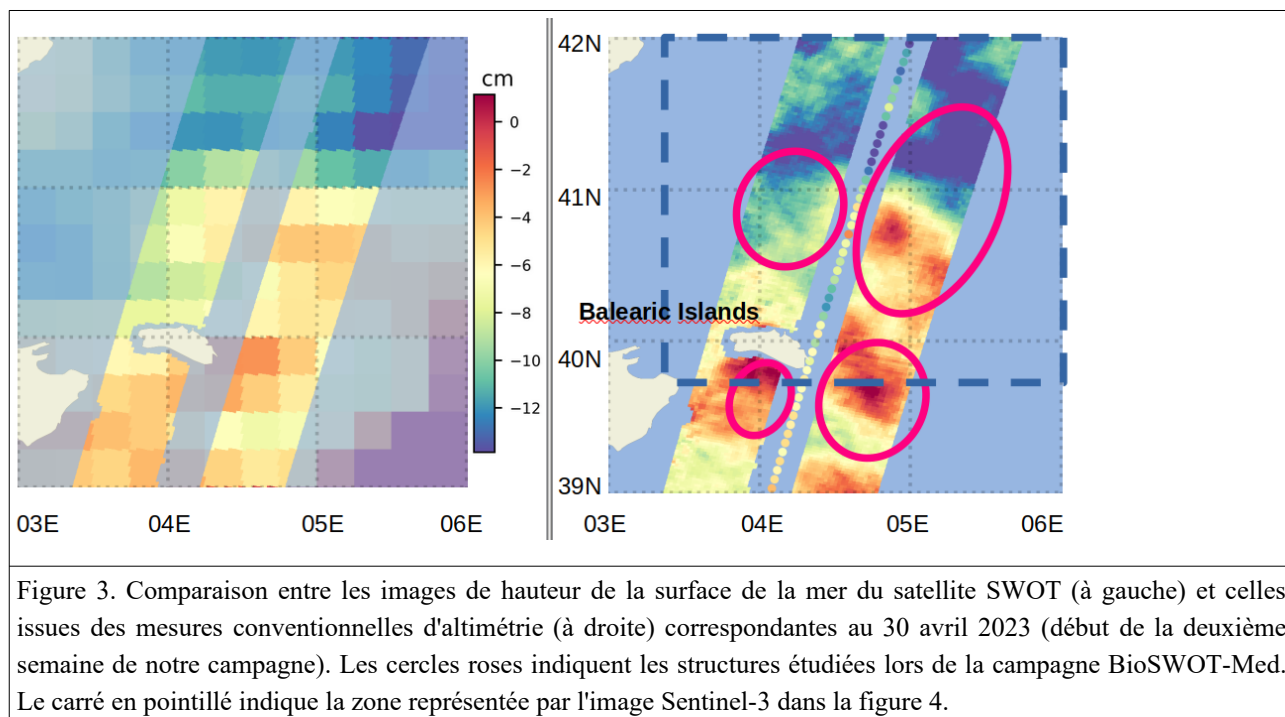 cm
0
−2
−4
−6
−8
−10
−12
03E 04E 05E 06E
42N
41N
Balearic Islands
40N
39N
03E 04E 05E 06E
Figure 3. Comparaison entre les images de hauteur de la surface de la mer du satellite SWOT (à gauche) et celles
issues des mesures conventionnelles d'altimétrie (à droite) correspondantes au 30 avril 2023 (début de la deuxième
semaine de notre campagne). Les cercles roses indiquent les structures étudiées lors de la campagne BioSWOT-Med.
Le carré en pointillé indique la zone représentée par l'image Sentinel-3 dans la figure 4.